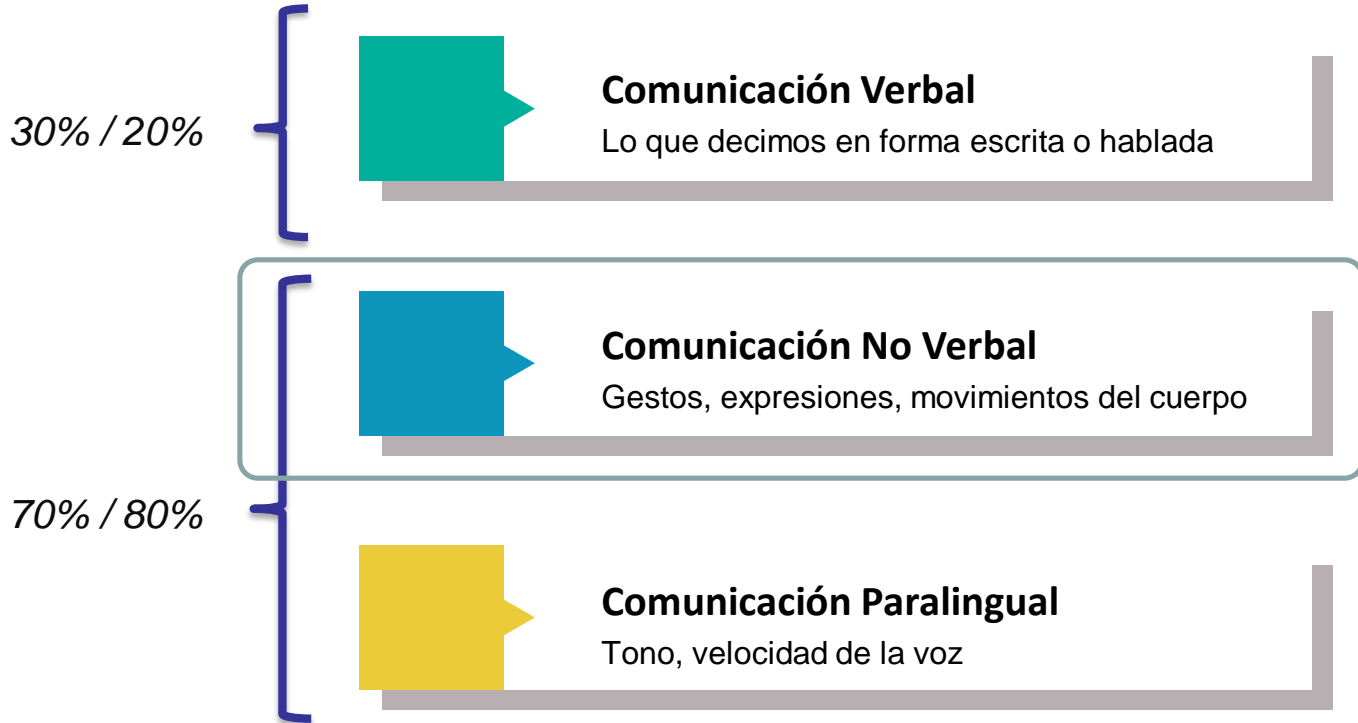 30% / 20%
Comunicación Verbal
Lo que decimos en forma escrita o hablada
Comunicación No Verbal
Gestos, expresiones, movimientos del cuerpo
70% / 80%
Comunicación Paralingual
Tono, velocidad de la voz